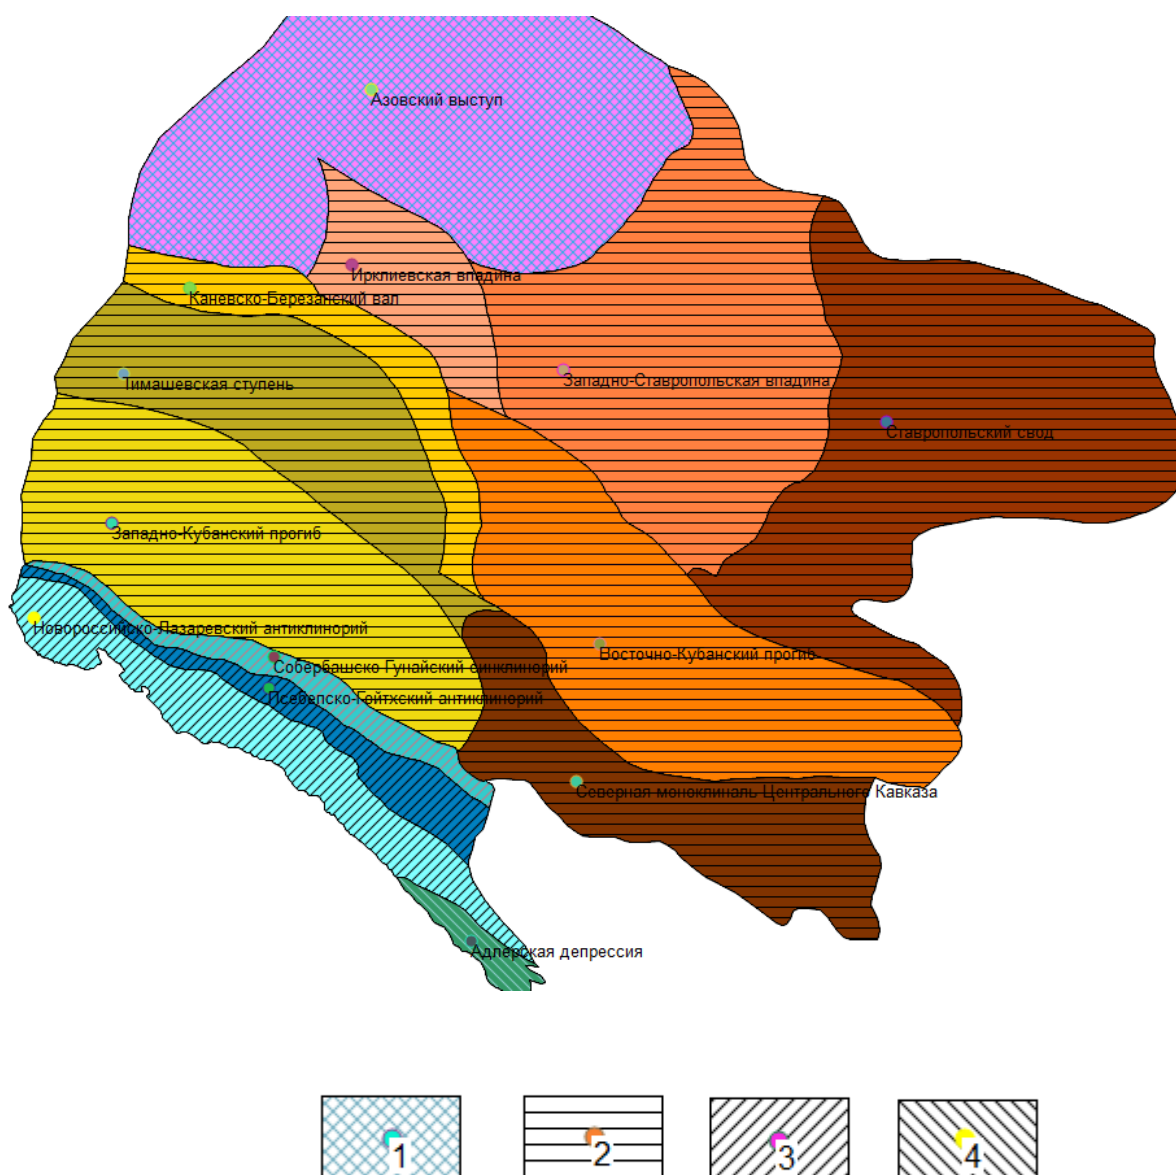 Азовский выступ
Ирклиевская впадина
Каневско-Березанский вал
Тимашевская ступень
Западно-Ставропольская впадина
Ставропольский свод
Западно-Кубанский прогиб
Новороссийско-Лазаревский антиклинорий
Восточно-Кубанский прогиб
Собербашско-Гунайский синклинорий
Псебепско-Гойтхский антиклинорий
Северная моноклиналь Центрального Кавказа
Адлерская депрессия
1 2 3 4